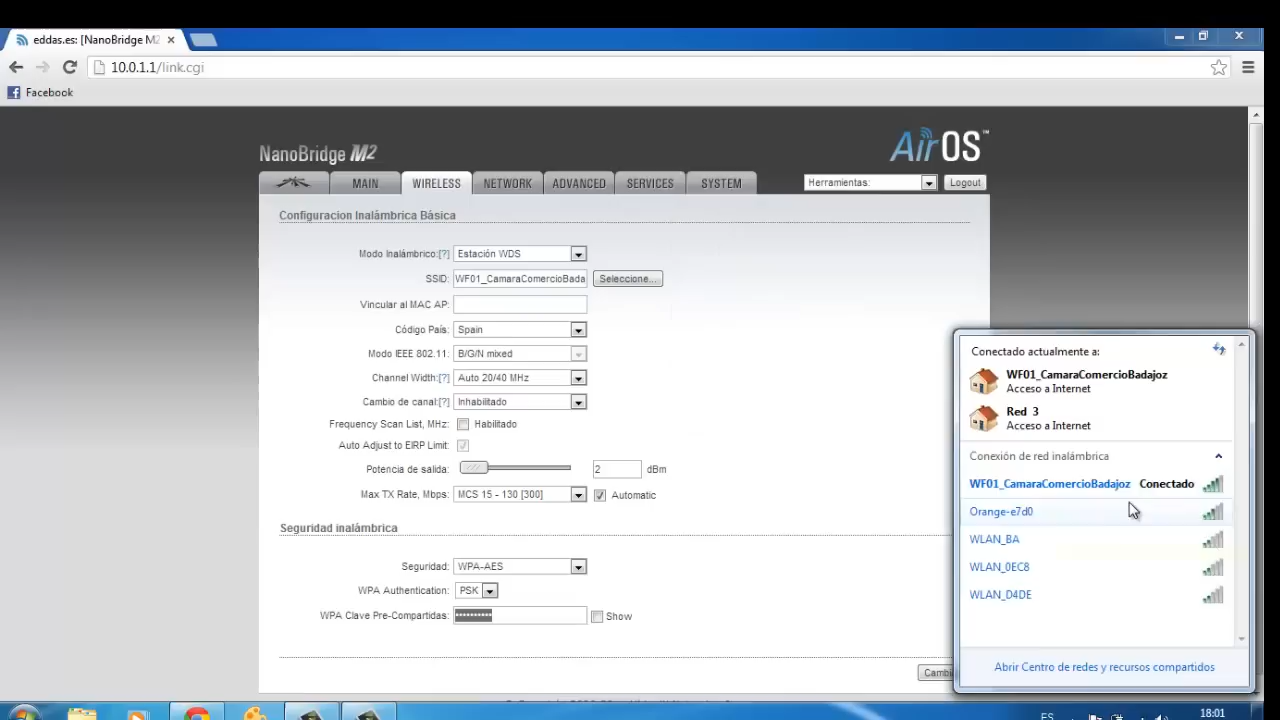 eddas.es: [NanoBridge M2
10.0.1.1/link.cgi
Facebook
NanoBridge M2
AirOS™
MAIN
WIRELESS
NETWORK
ADVANCED
SERVICES
SYSTEM
Herramientas:
Logout
Configuracion Inalámbrica Básica
Modo Inalámbrico:[?] Estación WDS
SSID: WF01_CamaraComercioBada Seleccione...
Vincular al MAC AP:
Código País: Spain
Modo IEEE 802.11: B/G/N mixed
Channel Width:[?] Auto 20/40 MHz
Cambio de canal:[?] Inhabilitado
Frequency Scan List, MHz: Habilitado
Auto Adjust to EIRP Limit:
Potencia de salida: 2 dBm
Max TX Rate, Mbps: MCS 15 - 130 [300] Automatic
Seguridad inalámbrica
Seguridad: WPA-AES
WPA Authentication: PSK
WPA Clave Pre-Compartidas: Show
Cambi
Conectado actualmente a:
WF01_CamaraComercioBadajoz
Acceso a Internet
Red 3
Acceso a Internet
Conexión de red inalámbrica
WF01_CamaraComercioBadajoz Conectado
Orange-e7d0
WLAN_BA
WLAN_0EC8
WLAN_D4DE
Abrir Centro de redes y recursos compartidos
ES
18:01